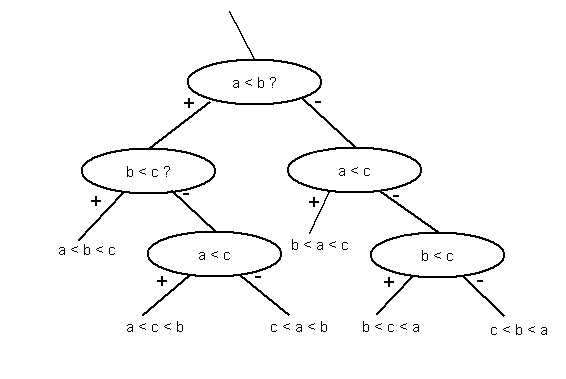 a < b ?
+ -
b < c ? a < c
+ - + -
a < b < c a < c b < a < c b < c
+ - + -
a < c < b c < a < b b < c < a c < b < a